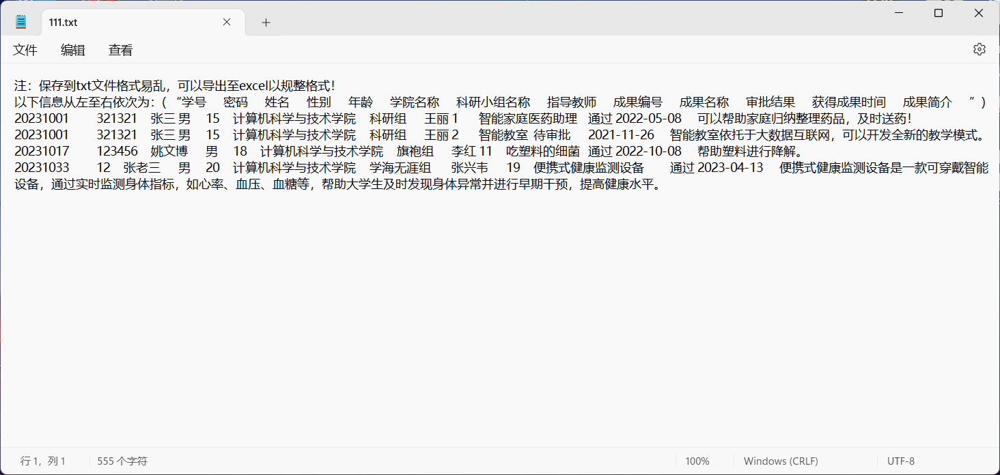 111.txt
文件 编辑 查看
注：保存到txt文件格式易乱，可以导出至excel以规整格式！
以下信息从左至右依次为：（ “学号 密码 姓名 性别 年龄 学院名称 科研小组名称 指导教师 成果编号 成果名称 审批结果 获得成果时间 成果简介 ”）
20231001 321321 张三 男 15 计算机科学与技术学院 科研组 王丽 1 智能家庭医药助理 通过 2022-05-08 可以帮助家庭归纳整理药品，及时送药！
20231001 321321 张三 男 15 计算机科学与技术学院 科研组 王丽 2 智能教室 待审批 2021-11-26 智能教室依托于大数据互联网，可以开发全新的教学模式。
20231017 123456 姚文博 男 18 计算机科学与技术学院 旗袍组 李红 11 吃塑料的细菌 通过 2022-10-08 帮助塑料进行降解。
20231033 12 张老三 男 20 计算机科学与技术学院 学海无涯组 张兴韦 19 便携式健康监测设备 通过 2023-04-13 便携式健康监测设备是一款可穿戴智能
设备，通过实时监测身体指标，如心率、血压、血糖等，帮助大学生及时发现身体异常并进行早期干预，提高健康水平。
行 1，列 1 555 个字符 100% Windows (CRLF) UTF-8